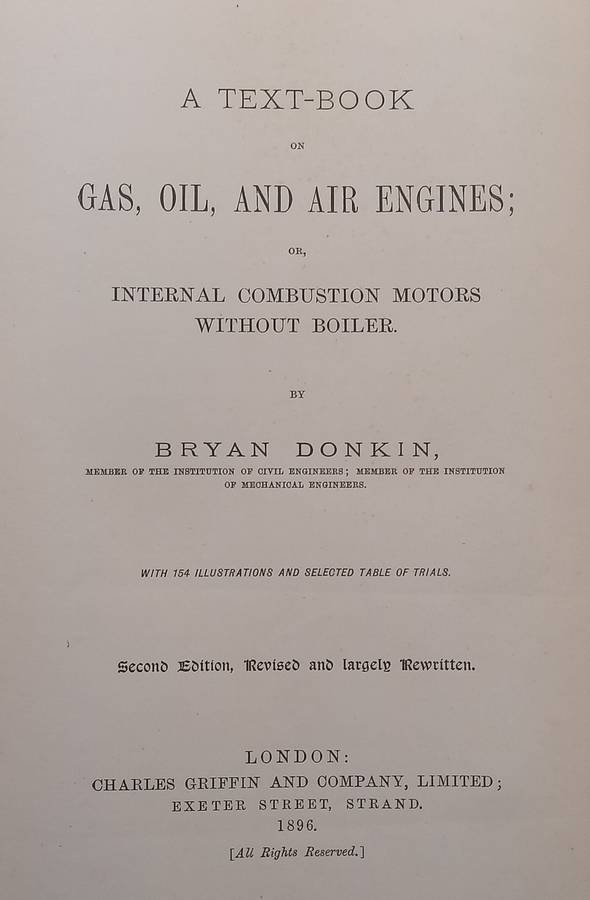 A TEXT-BOOK
ON
GAS, OIL, AND AIR ENGINES;
OR,
INTERNAL COMBUSTION MOTORS
WITHOUT BOILER.
BY
BRYAN DONKIN,
MEMBER OF THE INSTITUTION OF CIVIL ENGINEERS; MEMBER OF THE INSTITUTION
OF MECHANICAL ENGINEERS.
WITH 154 ILLUSTRATIONS AND SELECTED TABLE OF TRIALS.
Second Edition, Revised and largely Rewritten.
LONDON:
CHARLES GRIFFIN AND COMPANY, LIMITED;
EXETER STREET, STRAND.
1896.
[All Rights Reserved.]